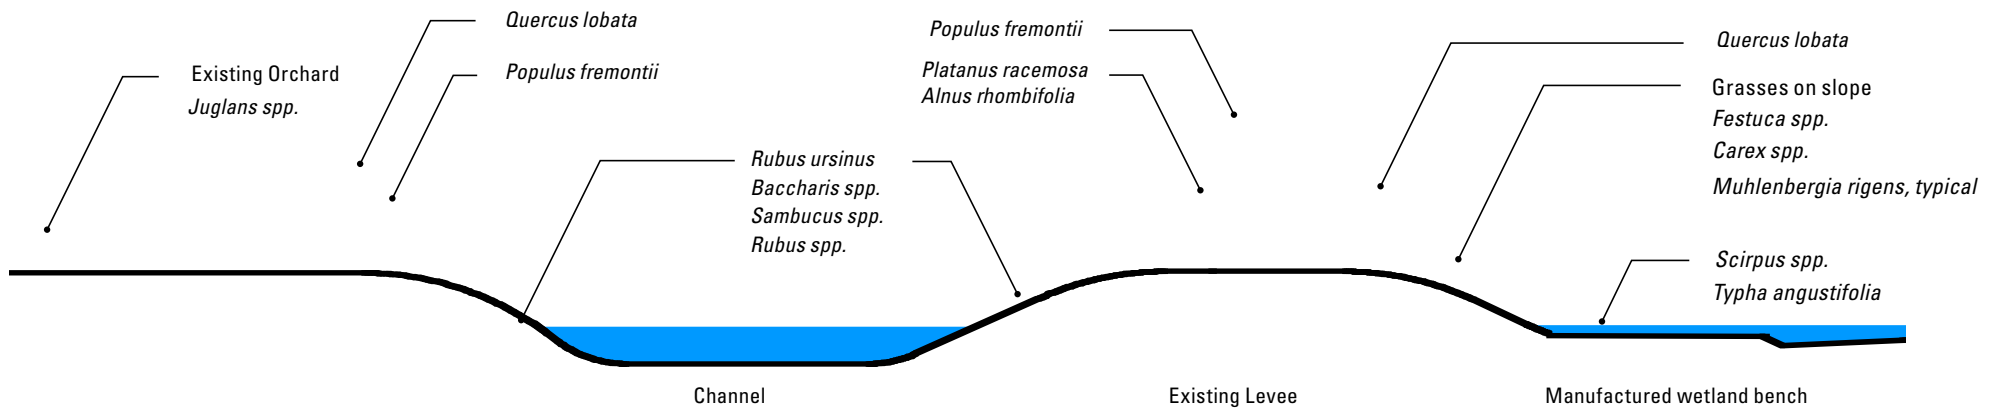 Existing Orchard
Juglans spp.
Quercus lobata
Populus fremontii
Rubus ursinus
Baccharis spp.
Sambucus spp.
Rubus spp.
Populus fremontii
Platanus racemosa
Alnus rhombifolia
Quercus lobata
Grasses on slope
Festuca spp.
Carex spp.
Muhlenbergia rigens, typical
Scirpus spp.
Typha angustifolia
Channel
Existing Levee
Manufactured wetland bench